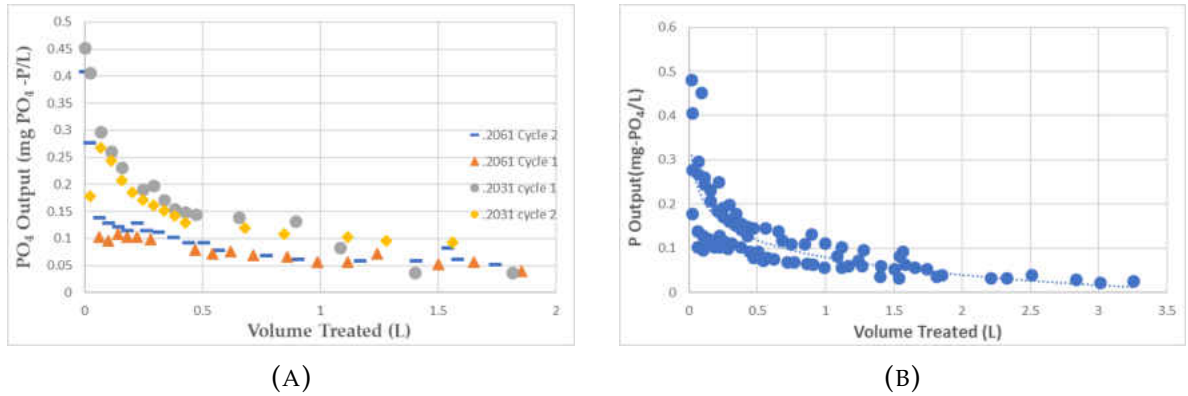 0.5
0.45
0.4
0.35
0.3
0.25
0.2
0.15
0.1
0.05
0
PO4 Output (mg PO4 -P/L)
0 0.5 1 1.5 2
Volume Treated (L)
.2061 Cycle 2
.2061 Cycle 1
.2031 cycle 1
.2031 cycle 2
(A)
0.6
0.5
0.4
0.3
0.2
0.1
0
P Output(mg-PO4/L)
0 0.5 1 1.5 2 2.5 3 3.5
Volume Treated (L)
(B)